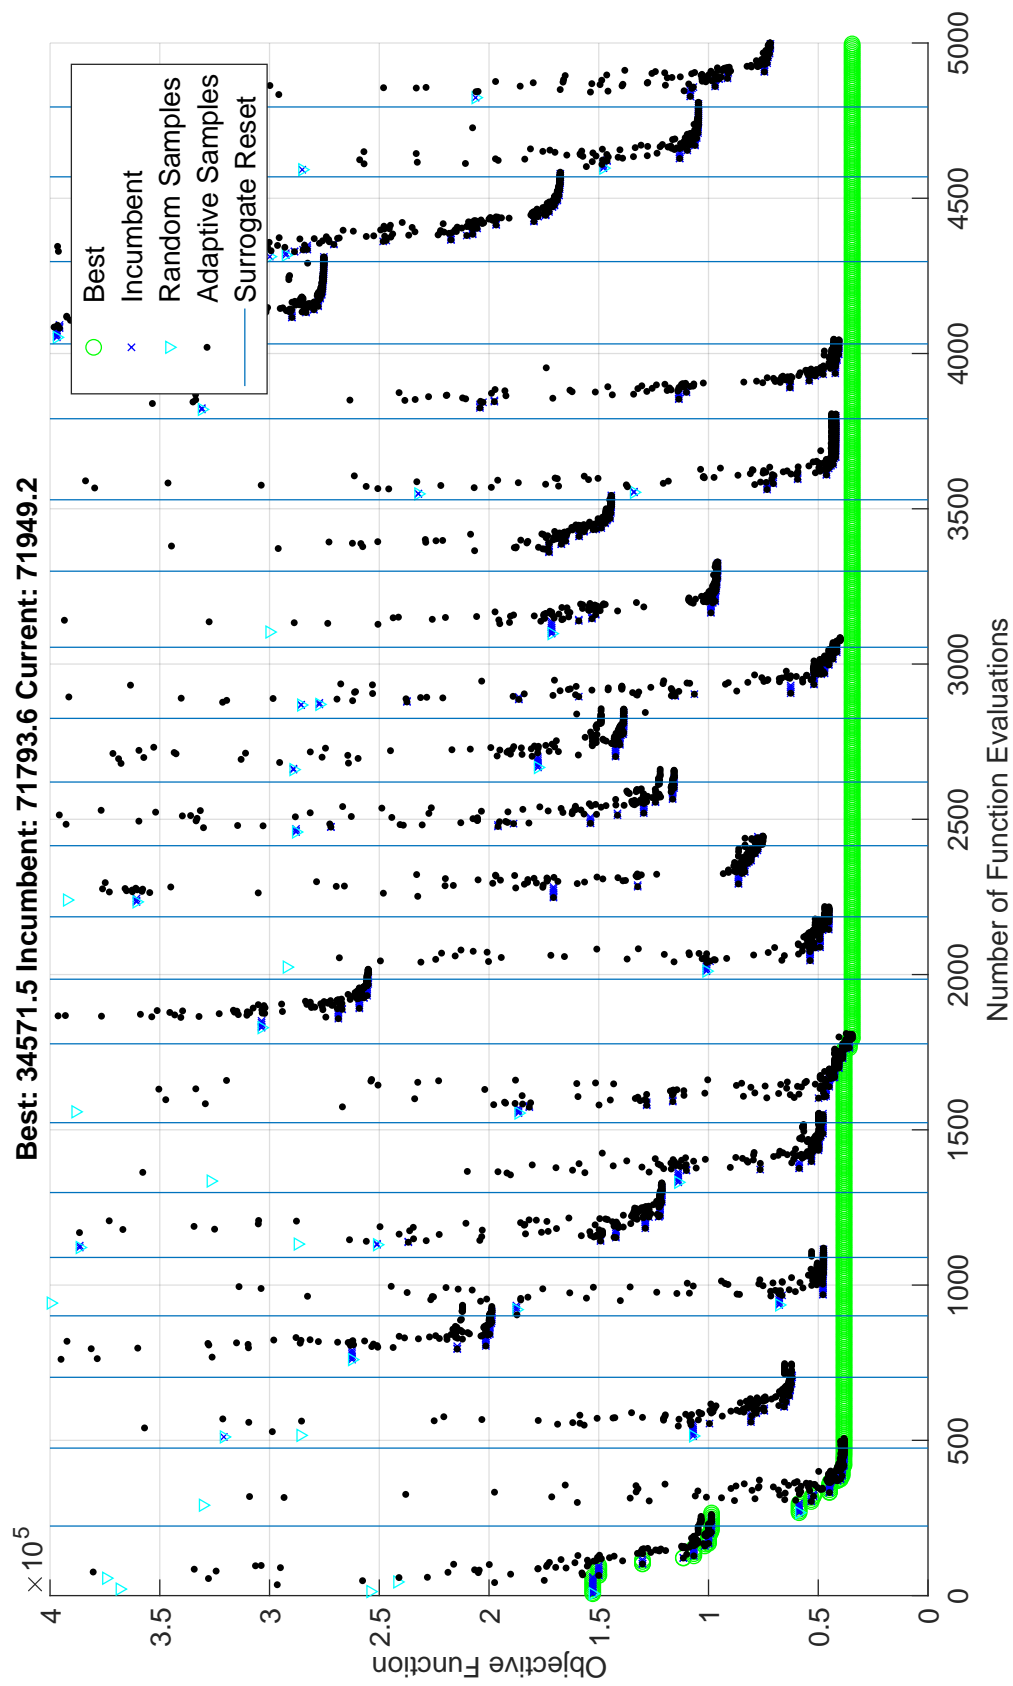 Best: 34571.5 Incumbent: 71793.6 Current: 71949.2
×10^5
4
3.5
3
2.5
2
1.5
1
0.5
0
Objective Function
0
500
1000
1500
2000
2500
3000
3500
4000
4500
5000
Number of Function Evaluations
Best
Incumbent
Random Samples
Adaptive Samples
Surrogate Reset